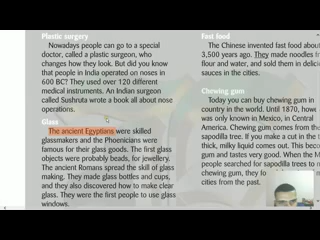 Plastic surgery
Nowadays people can go to a special
doctor, called a plastic surgeon, who
changes how they look. But did you know
that people in India operated on noses in
600 BC? They used over 120 different
medical instruments. An Indian surgeon
called Sushruta wrote a book all about nose
operations.
Glass
The ancient Egyptians were skilled
glassmakers and the Phoenicians were
famous for their glass goods. The first glass
objects were probably beads, for jewellery.
The ancient Romans spread the skill of glass
making. They made glass bottles and cups,
and they also discovered how to make clear
glass. They were the first people to use glass
windows.
Fast food
The Chinese invented fast food about
3,500 years ago. They made noodles fr
flour and water, and sold them in delicio
sauces in the cities.
Chewing gum
Today you can buy chewing gum in
country in the world. Until 1870, howe
was only known in Mexico, in Central
America. Chewing gum comes from the
sapodilla tree. If you make a cut in the t
thick, milky liquid comes out. This beco
gum and tastes very good. When the M
people searched for sapodilla trees to m
chewing gum, they fou
cities from the past.